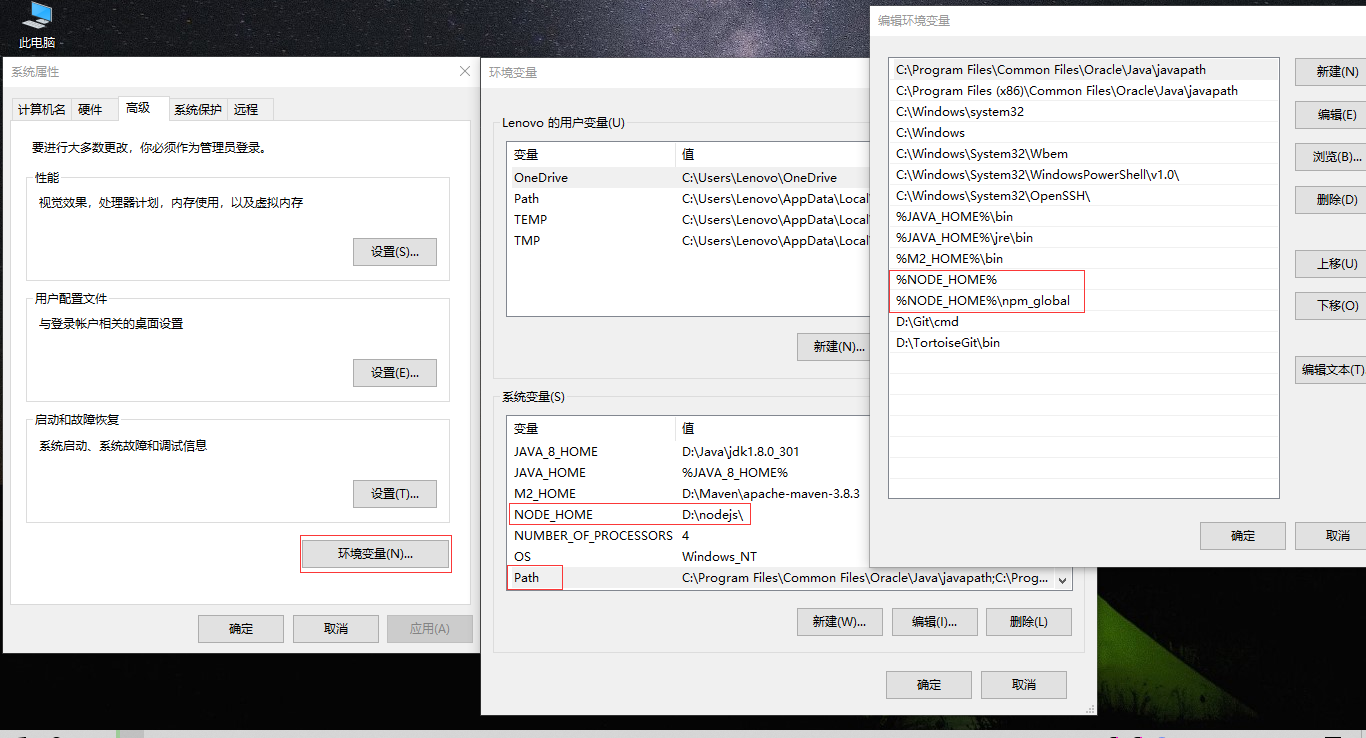 此电脑
系统属性
计算机名 硬件 高级 系统保护 远程
要进行大多数更改，你必须作为管理员登录。
性能
视觉效果，处理器计划，内存使用，以及虚拟内存
设置(S)...
用户配置文件
与登录帐户相关的桌面设置
设置(E)...
启动和故障恢复
系统启动、系统故障和调试信息
设置(T)...
环境变量(N)...
确定 取消 应用(A)
环境变量
Lenovo 的用户变量(U)
变量 值
OneDrive C:\Users\Lenovo\OneDrive
Path C:\Users\Lenovo\AppData\Local
TEMP C:\Users\Lenovo\AppData\Local
TMP C:\Users\Lenovo\AppData\Local
新建(N)...
系统变量(S)
变量 值
JAVA_8_HOME D:\Java\jdk1.8.0_301
JAVA_HOME %JAVA_8_HOME%
M2_HOME D:\Maven\apache-maven-3.8.3
NODE_HOME D:\nodejs\
NUMBER_OF_PROCESSORS 4
OS Windows_NT
Path C:\Program Files\Common Files\Oracle\Java\javapath;C:\Prog...
新建(W)... 编辑(I)... 删除(L)
确定 取消
编辑环境变量
C:\Program Files\Common Files\Oracle\Java\javapath
C:\Program Files (x86)\Common Files\Oracle\Java\javapath
C:\Windows\system32
C:\Windows
C:\Windows\System32\Wbem
C:\Windows\System32\WindowsPowerShell\v1.0\
C:\Windows\System32\OpenSSH\
%JAVA_HOME%\bin
%JAVA_HOME%\jre\bin
%M2_HOME%\bin
%NODE_HOME%
%NODE_HOME%\npm_global
D:\Git\cmd
D:\TortoiseGit\bin
新建(N)
编辑(E)
浏览(B)...
删除(D)
上移(U)
下移(O)
编辑文本(T)
确定 取消